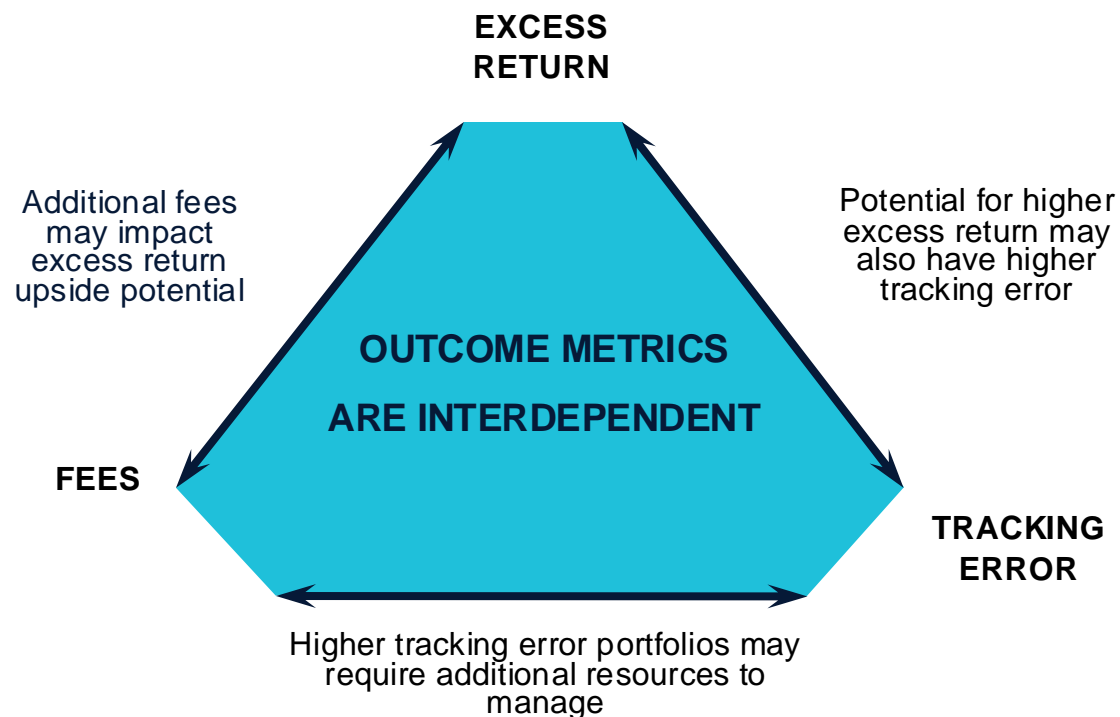 EXCESS
RETURN
Additional fees
may impact
excess return
upside potential
Potential for higher
excess return may
also have higher
tracking error
OUTCOME METRICS
ARE INTERDEPENDENT
FEES
TRACKING
ERROR
Higher tracking error portfolios may
require additional resources to
manage